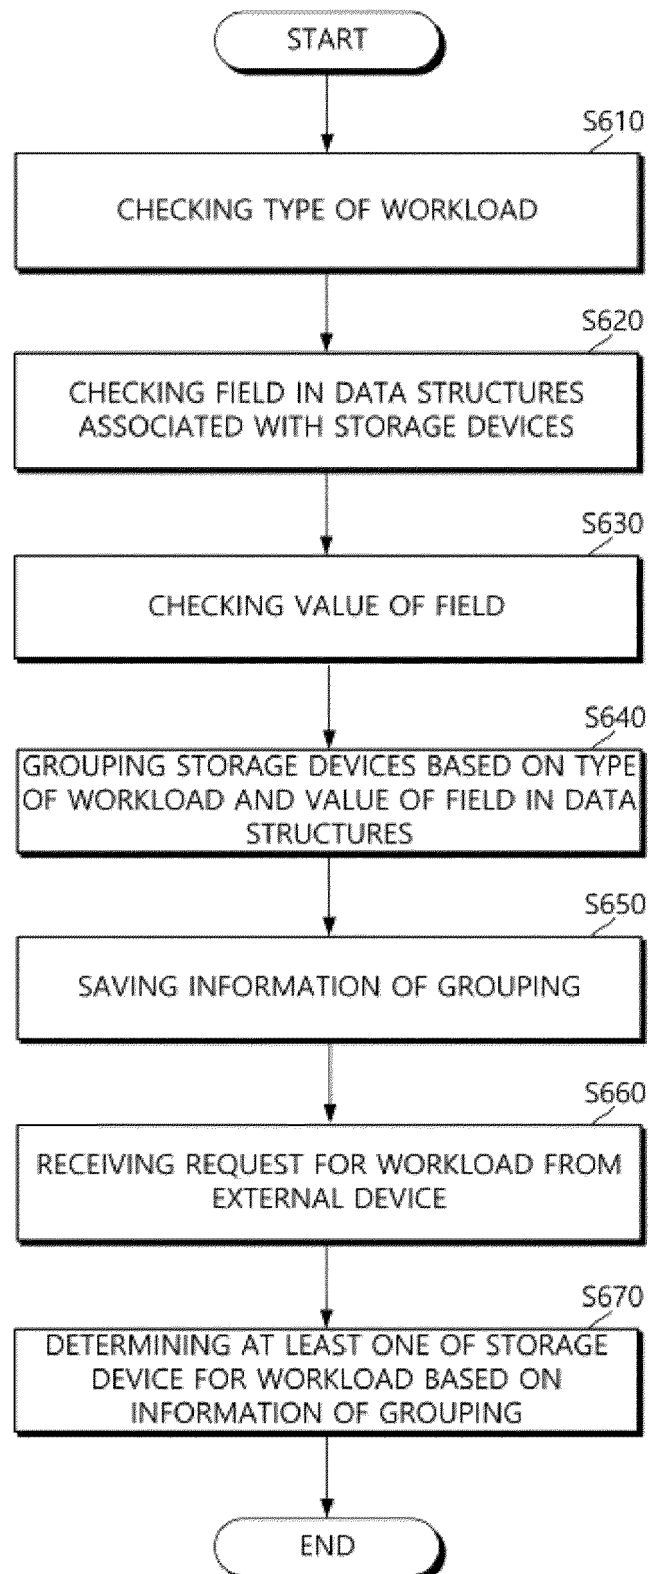 START
S610
CHECKING TYPE OF WORKLOAD
S620
CHECKING FIELD IN DATA STRUCTURES
ASSOCIATED WITH STORAGE DEVICES
S630
CHECKING VALUE OF FIELD
S640
GROUPING STORAGE DEVICES BASED ON TYPE
OF WORKLOAD AND VALUE OF FIELD IN DATA
STRUCTURES
S650
SAVING INFORMATION OF GROUPING
S660
RECEIVING REQUEST FOR WORKLOAD FROM
EXTERNAL DEVICE
S670
DETERMINING AT LEAST ONE OF STORAGE
DEVICE FOR WORKLOAD BASED ON
INFORMATION OF GROUPING
END